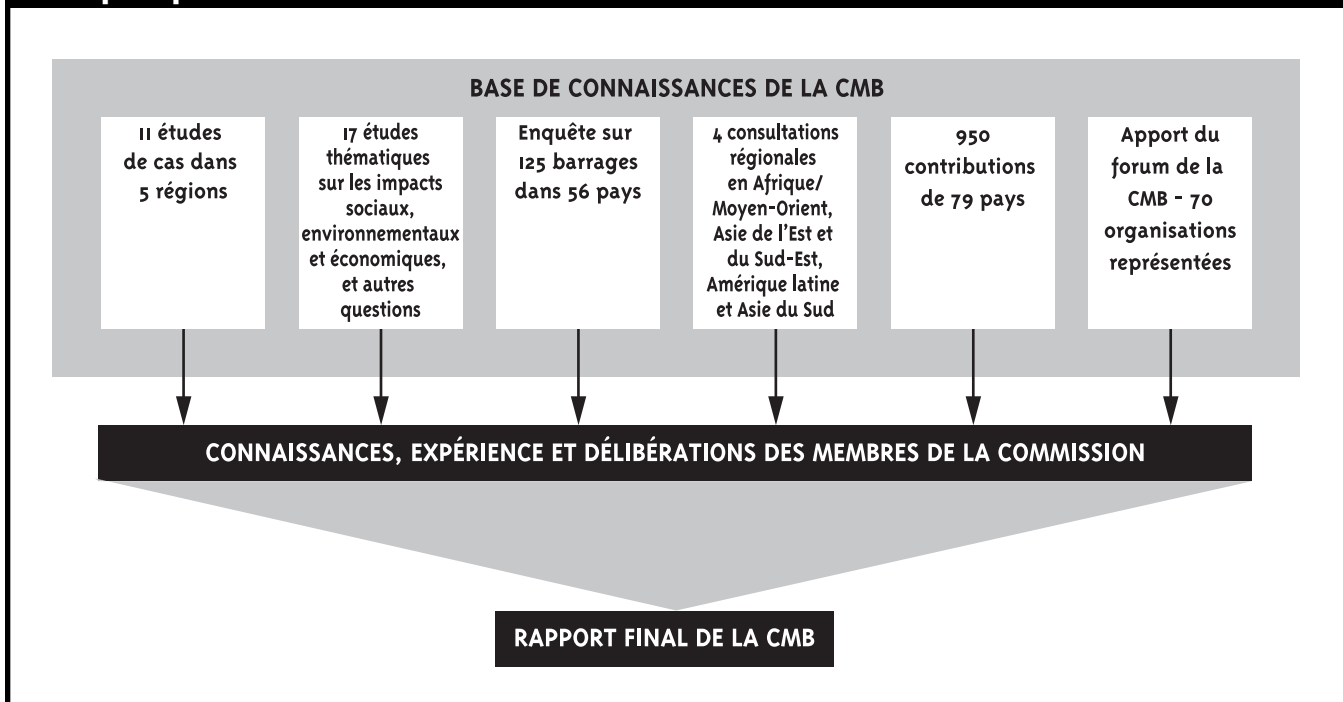 BASE DE CONNAISSANCES DE LA CMB
11 études
de cas dans
5 régions
17 études
thématiques
sur les impacts
sociaux,
environnementaux
et économiques,
et autres
questions
Enquête sur
125 barrages
dans 56 pays
4 consultations
régionales
en Afrique/
Moyen-Orient,
Asie de l'Est et
du Sud-Est,
Amérique latine
et Asie du Sud
950
contributions
de 79 pays
Apport du
forum de la
CMB - 70
organisations
représentées
CONNAISSANCES, EXPÉRIENCE ET DÉLIBÉRATIONS DES MEMBRES DE LA COMMISSION
RAPPORT FINAL DE LA CMB